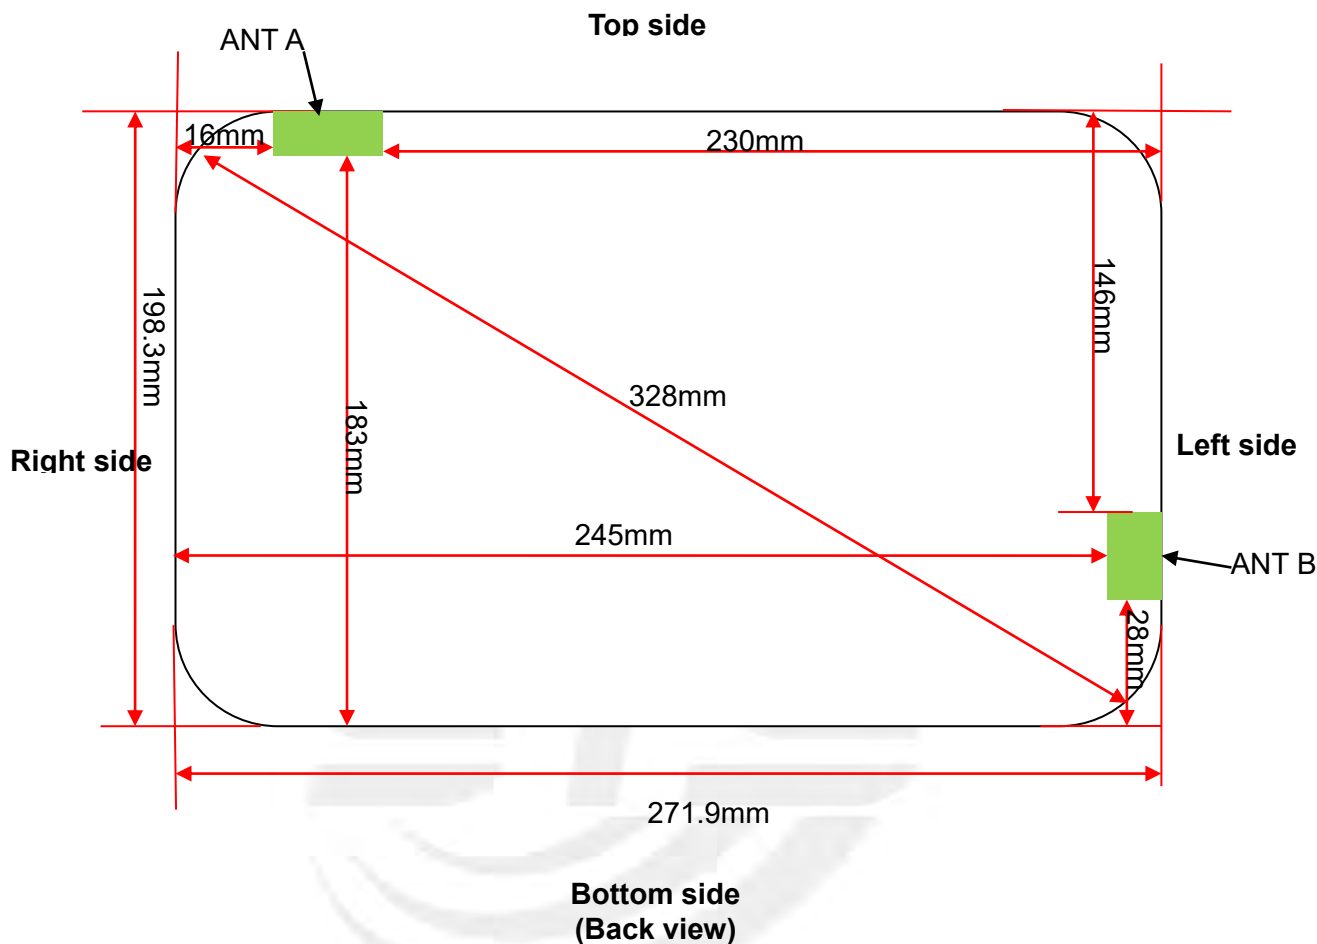 Top side
ANT A
16mm
230mm
146mm
198.3mm
328mm
183mm
Left side
Right side
245mm
ANT B
28mm
271.9mm
Bottom side
(Back view)